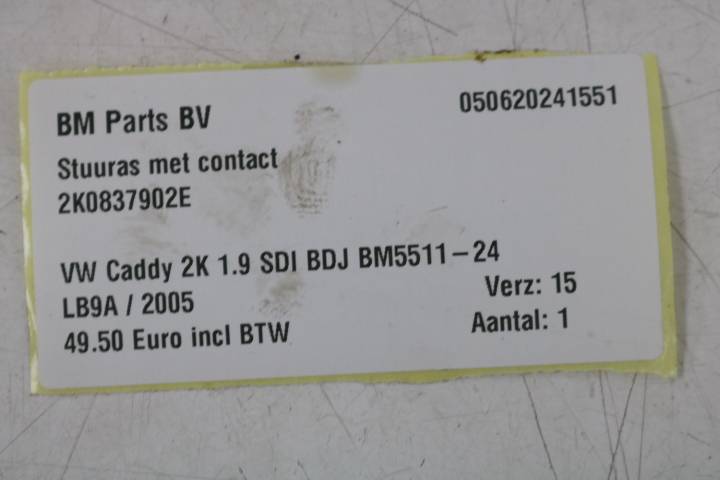 BM Parts BV 050620241551
Stuuras met contact
2K0837902E
VW Caddy 2K 1.9 SDI BDJ BM5511-24
LB9A / 2005 Verz: 15
49.50 Euro incl BTW Aantal: 1